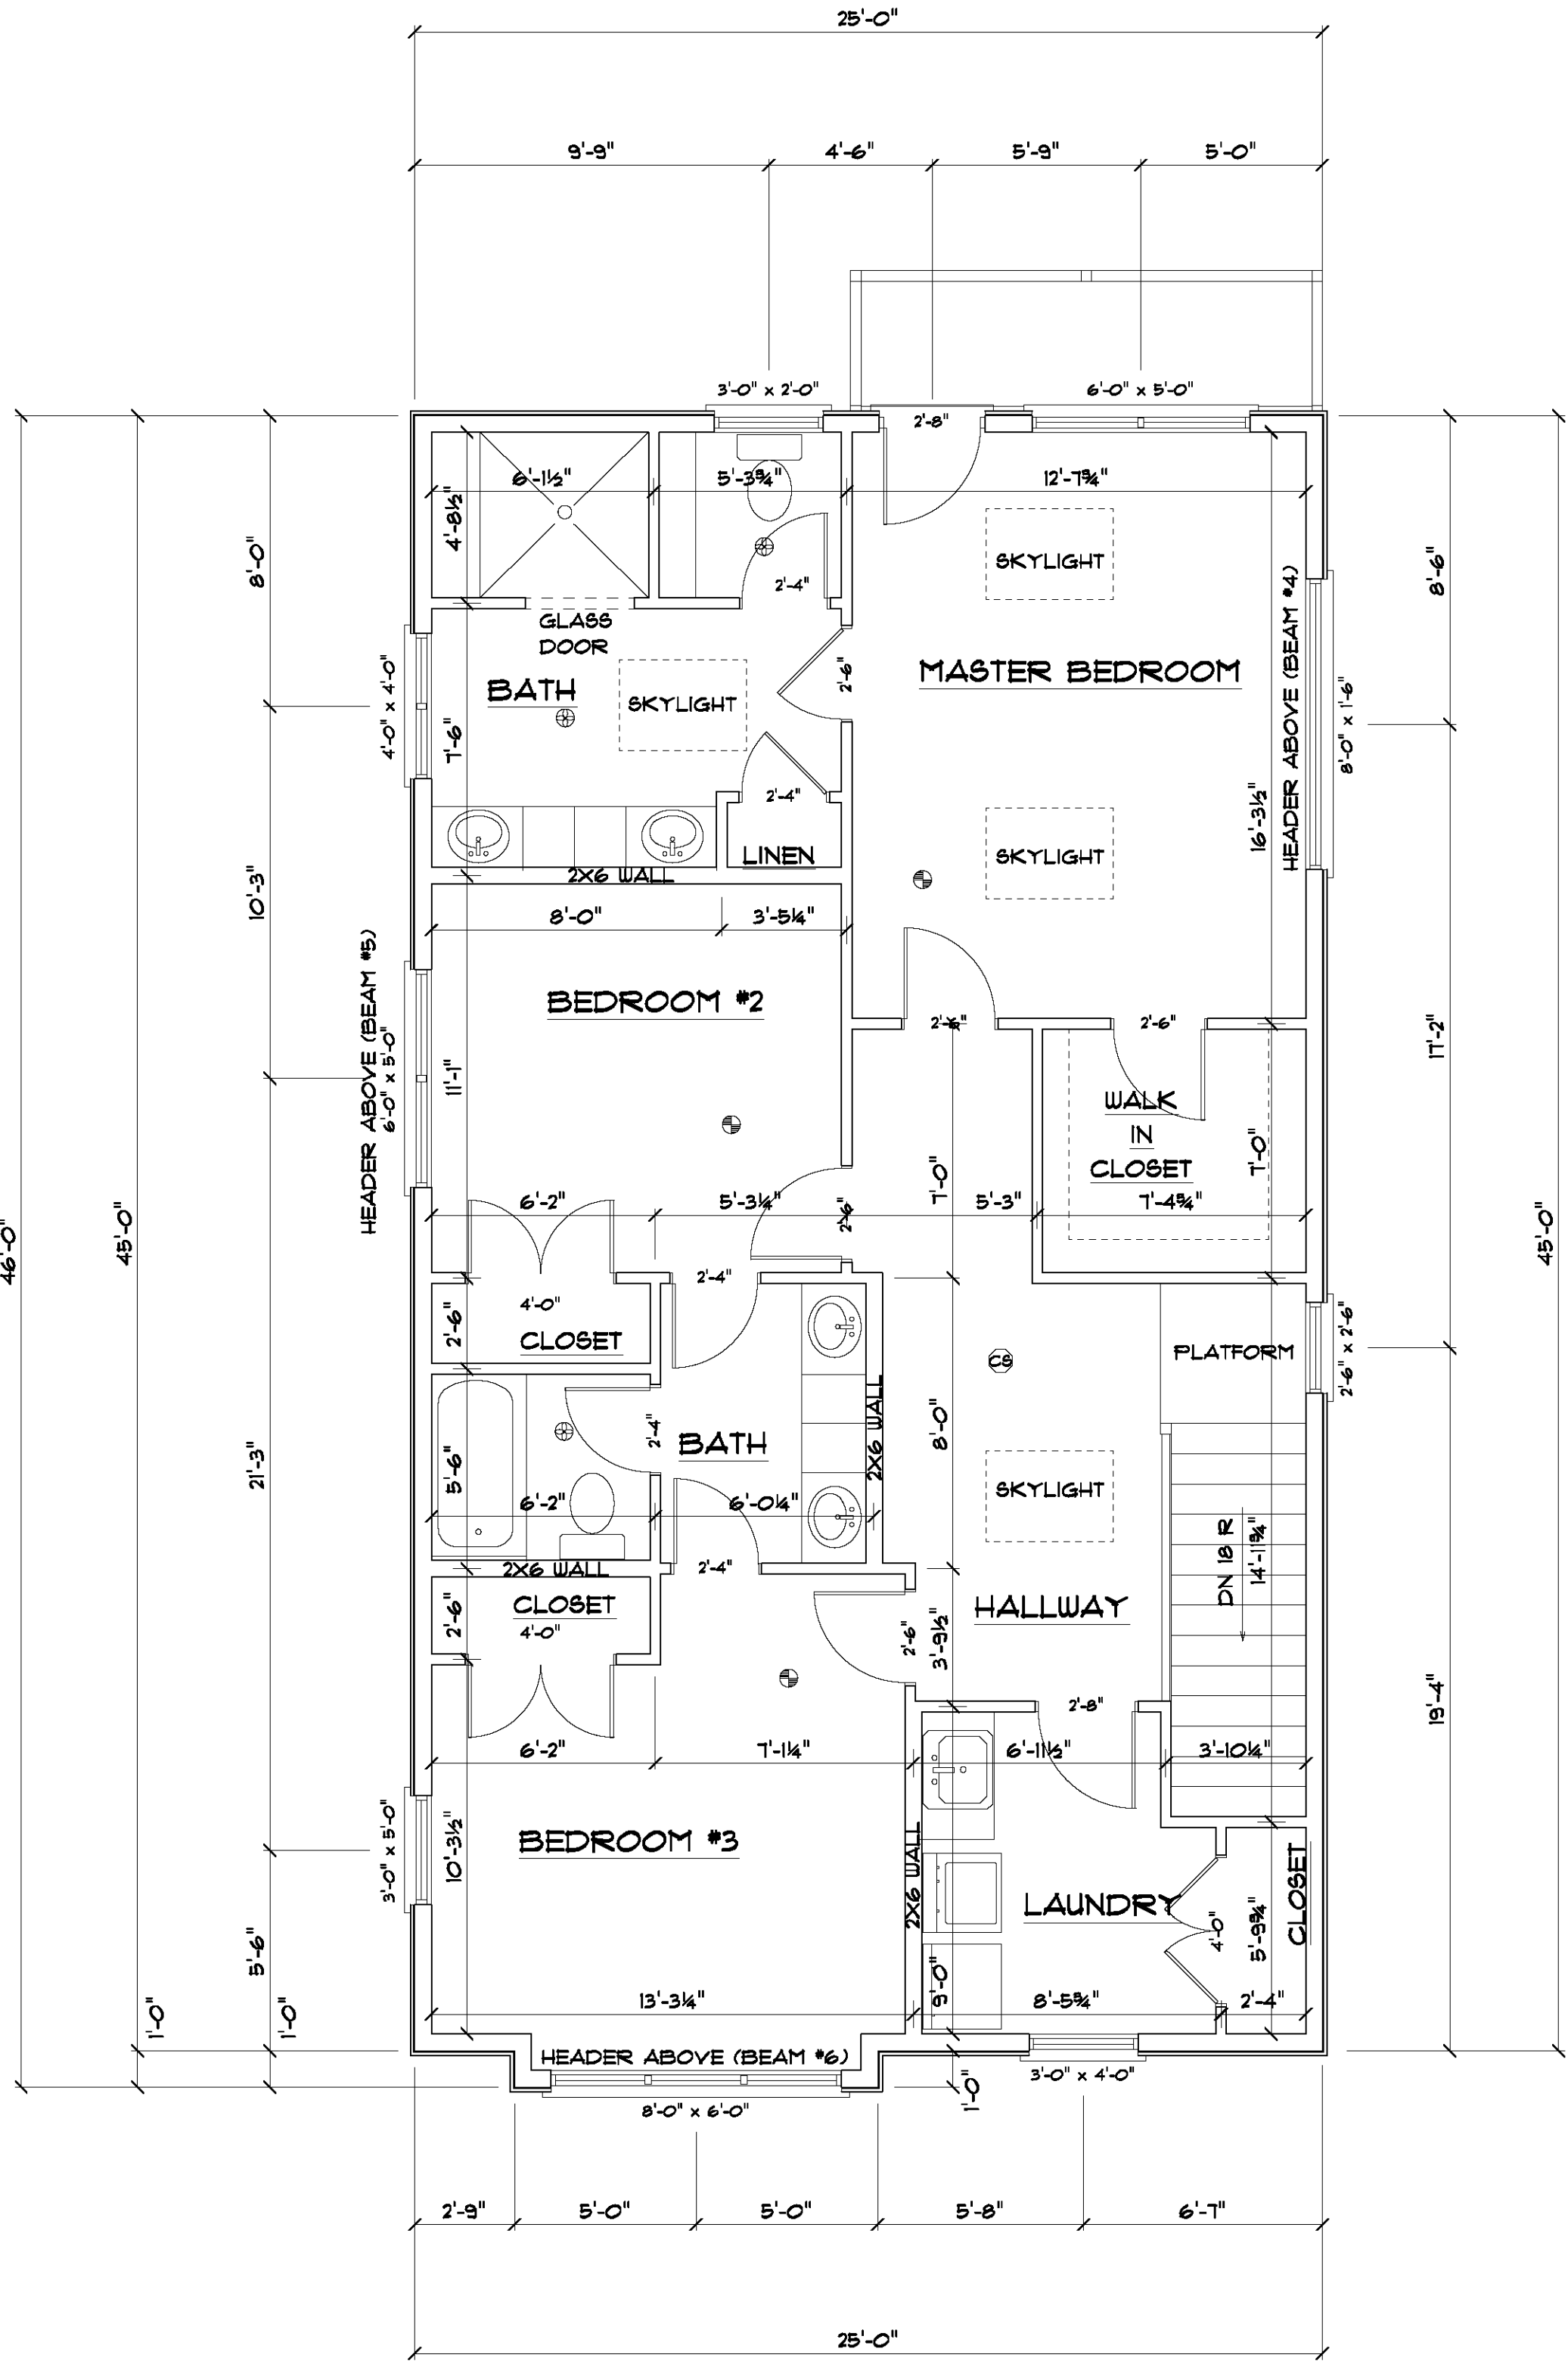 25'-0"
9'-9"
4'-6"
5'-9"
5'-0"
3'-0" x 2'-0"
6'-0" x 5'-0"
2'-8"
6'-1½"
5'-3¾"
12'-7¾"
4'-8½"
SKYLIGHT
8'-0"
8'-6"
2'-4"
GLASS
DOOR
HEADER ABOVE (BEAM #4)
MASTER BEDROOM
2'-6"
BATH
SKYLIGHT
4'-0" x 4'-0"
8'-0" x 1'-6"
7'-6"
2'-4"
16'-3½"
LINEN
SKYLIGHT
2X6 WALL
10'-3"
8'-0"
3'-5¼"
HEADER ABOVE (BEAM #5)
6'-0" x 5'-0"
BEDROOM #2
2'-6"
2'-6"
17'-2"
11'-1"
WALK
IN
CLOSET
7'-0"
7'-0"
6'-2"
5'-3¼"
2'-6"
5'-3"
7'-4¾"
46'-0"
45'-0"
45'-0"
2'-4"
4'-0"
2'-6"
CLOSET
CS
PLATFORM
2'-6" x 2'-6"
2X6 WALL
8'-0"
2'-4"
BATH
21'-3"
5'-6"
SKYLIGHT
6'-2"
6'-0¼"
DN 18 R
14'-11¾"
2X6 WALL
2'-4"
CLOSET
4'-0"
2'-6"
HALLWAY
2'-6"
3'-9½"
19'-4"
2'-8"
6'-2"
7'-1¼"
6'-11½"
3'-10¼"
3'-0" x 5'-0"
10'-3½"
BEDROOM #3
2X6 WALL
LAUNDRY
4'-0"
5'-9¾"
CLOSET
5'-6"
13'-3¼"
9'-0"
8'-5¾"
2'-4"
1'-0"
1'-0"
HEADER ABOVE (BEAM #6)
3'-0" x 4'-0"
1'-0"
8'-0" x 6'-0"
2'-9"
5'-0"
5'-0"
5'-8"
6'-7"
25'-0"